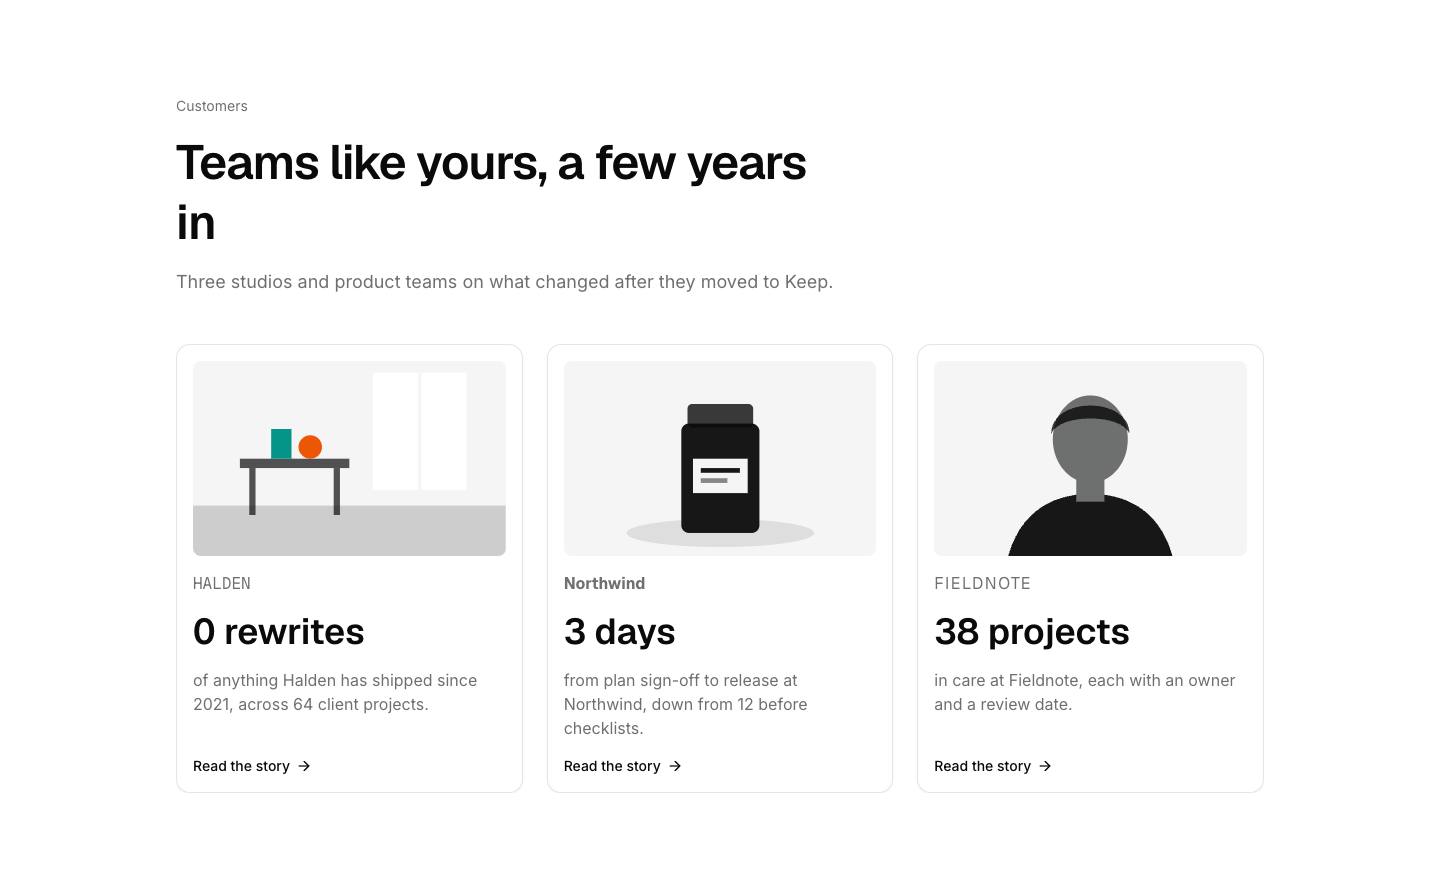 Customers
Teams like yours, a few years
in
Three studios and product teams on what changed after they moved to Keep.
HALDEN
0 rewrites
of anything Halden has shipped since
2021, across 64 client projects.
Read the story
Northwind
3 days
from plan sign-off to release at
Northwind, down from 12 before
checklists.
Read the story
FIELDNOTE
38 projects
in care at Fieldnote, each with an owner
and a review date.
Read the story